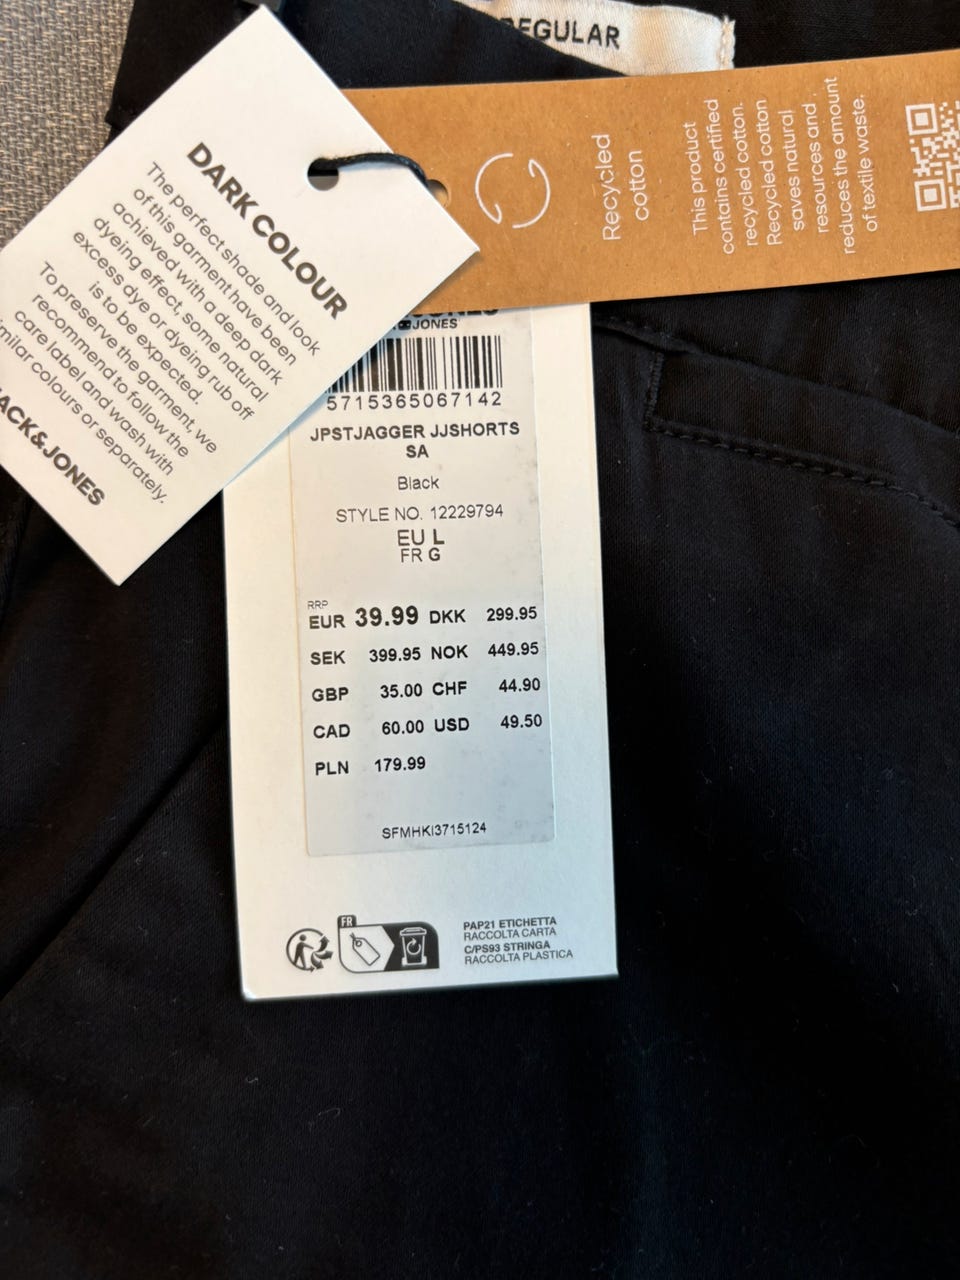 REGULAR
DARK COLOUR
The perfect shade and look
of this garment have been
achieved with a deep dark
dyeing effect, some natural
excess dye or dyeing rub off
is to be expected.
To preserve the garment, we
recommend to follow the
care label and wash with
similar colours or separately.
JACK&JONES
Recycled
cotton
This product
contains certified
recycled cotton.
Recycled cotton
saves natural
resources and
reduces the amount
of textile waste.
JONES
5715365067142
JPSTJAGGER JJSHORTS
SA
Black
STYLE NO. 12229794
EU L
FR G
RRP
EUR 39.99 DKK 299.95
SEK 399.95 NOK 449.95
GBP 35.00 CHF 44.90
CAD 60.00 USD 49.50
PLN 179.99
SFMHKI3715124
FR
PAP21 ETICHETTA
RACCOLTA CARTA
C/PS93 STRINGA
RACCOLTA PLASTICA